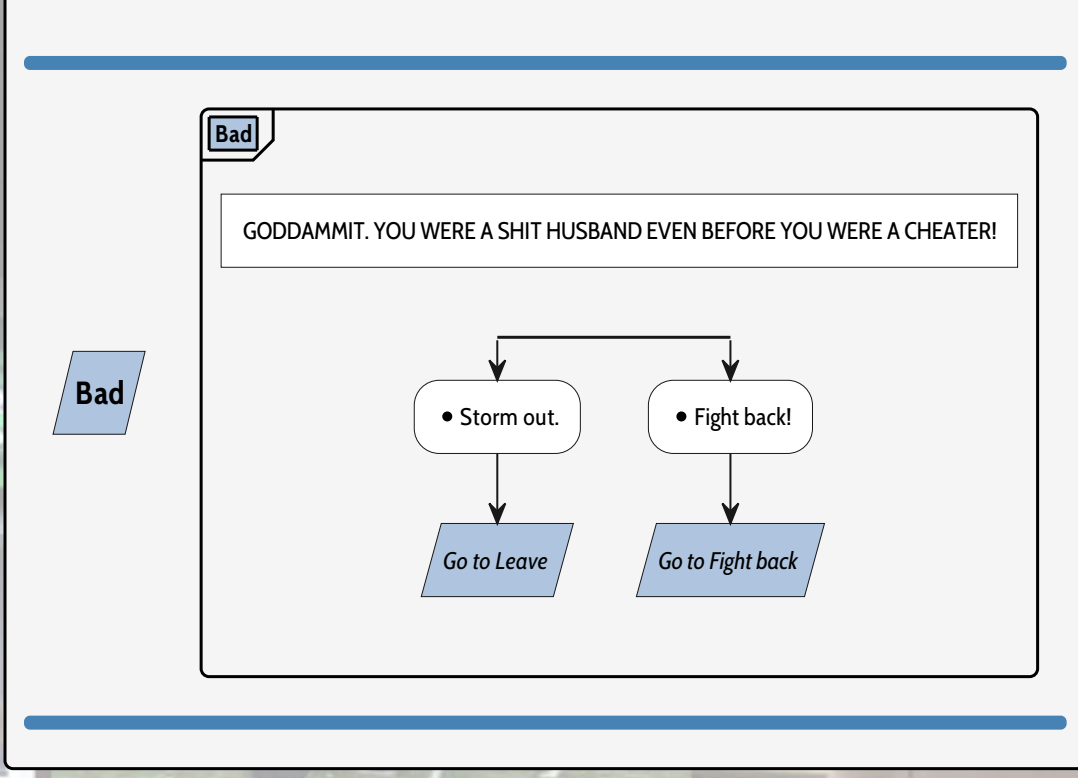 Bad
GODDAMMIT. YOU WERE A SHIT HUSBAND EVEN BEFORE YOU WERE A CHEATER!
Bad
• Storm out.
• Fight back!
Go to Leave
Go to Fight back